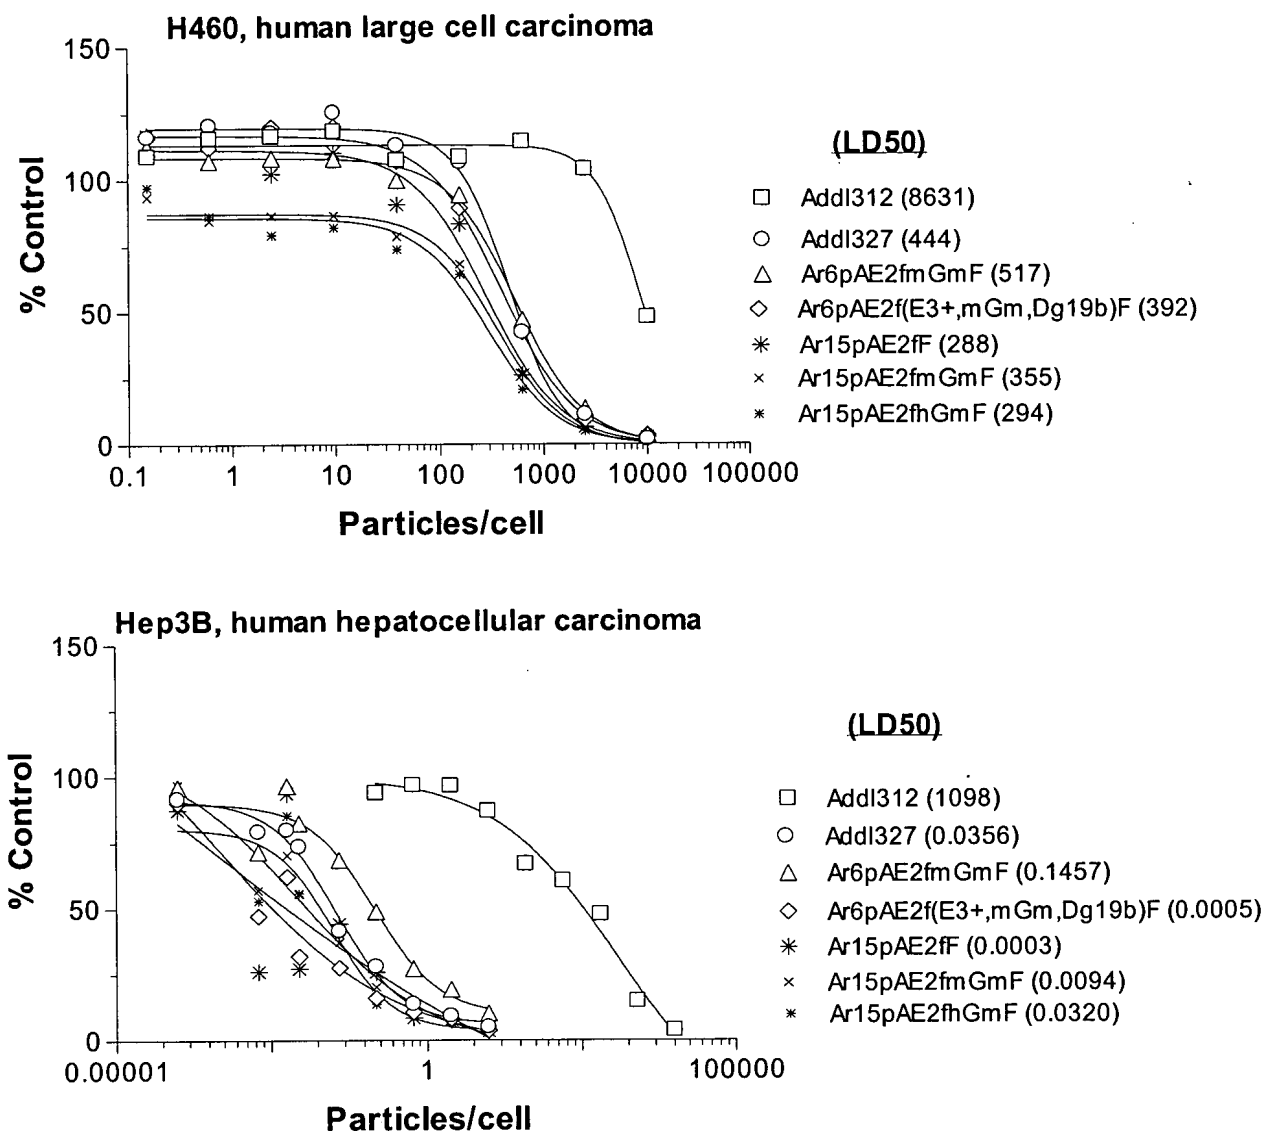 H460, human large cell carcinoma
150
100
50
0
% Control
0.1 1 10 100 1000 10000 100000
Particles/cell
(LD50)
Addl312 (8631)
Addl327 (444)
Ar6pAE2fmGmF (517)
Ar6pAE2f(E3+,mGm,Dg19b)F (392)
Ar15pAE2fF (288)
Ar15pAE2fmGmF (355)
Ar15pAE2fhGmF (294)
Hep3B, human hepatocellular carcinoma
150
100
50
0
% Control
0.00001 1 100000
Particles/cell
(LD50)
Addl312 (1098)
Addl327 (0.0356)
Ar6pAE2fmGmF (0.1457)
Ar6pAE2f(E3+,mGm,Dg19b)F (0.0005)
Ar15pAE2fF (0.0003)
Ar15pAE2fmGmF (0.0094)
Ar15pAE2fhGmF (0.0320)